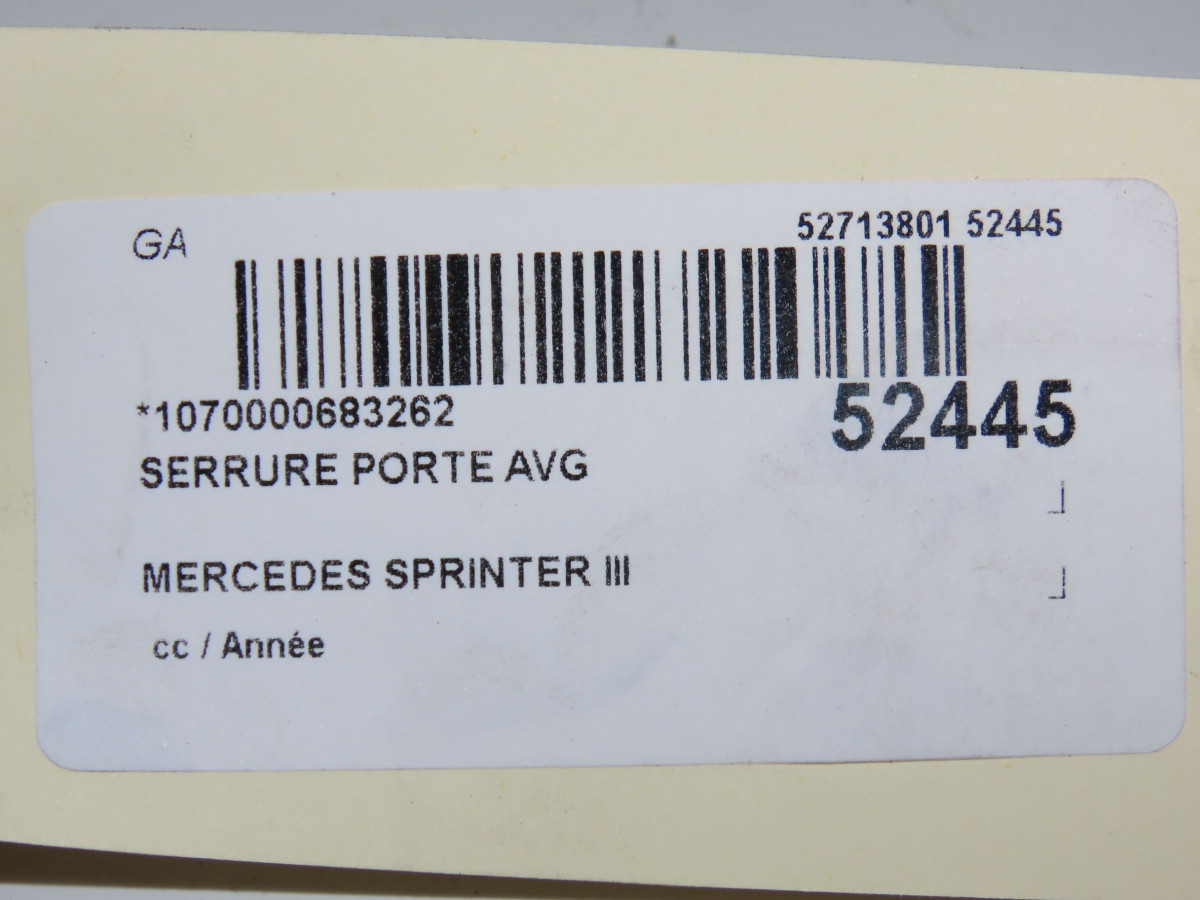 GA
52713801 52445
*1070000683262
52445
SERRURE PORTE AVG
MERCEDES SPRINTER III
cc / Année